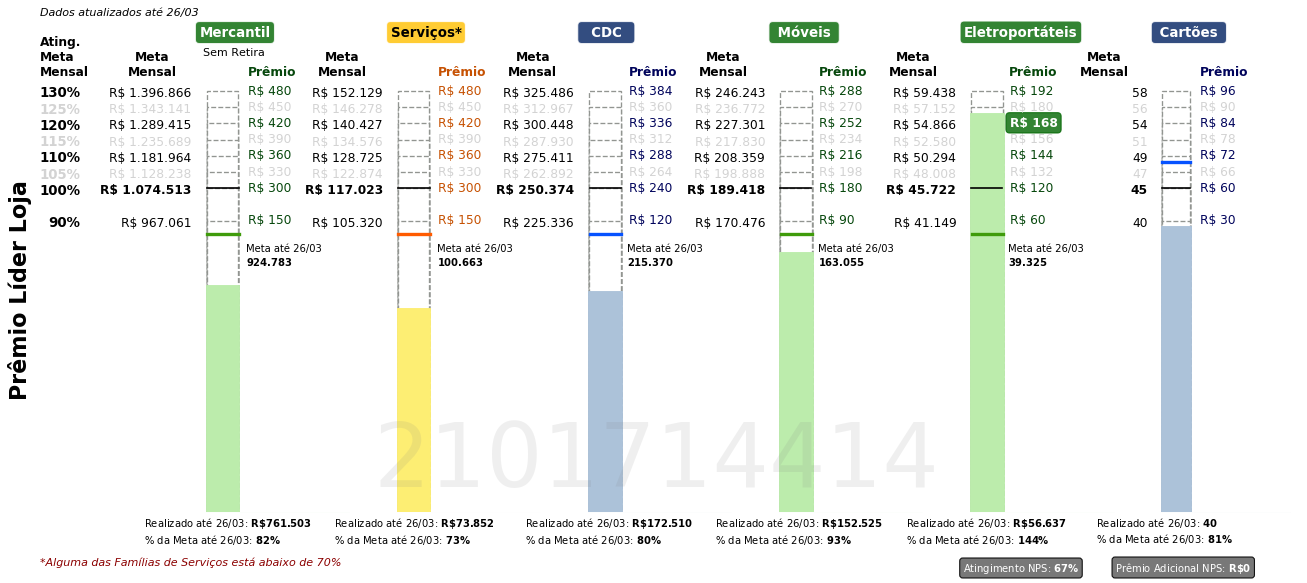 Dados atualizados até 26/03
Mercantil Serviços* CDC Móveis Eletroportáteis Cartões
Sem Retira
Ating. Meta Mensal Meta Mensal Prêmio Meta Mensal Prêmio Meta Mensal Prêmio Meta Mensal Prêmio Meta Mensal Prêmio Meta Mensal Prêmio
130% R$ 1.396.866 R$ 480 R$ 152.129 R$ 480 R$ 325.486 R$ 384 R$ 246.243 R$ 288 R$ 59.438 R$ 192 58 R$ 96
125% R$ 1.343.141 R$ 450 R$ 146.278 R$ 450 R$ 312.967 R$ 360 R$ 236.772 R$ 270 R$ 57.152 R$ 180 56 R$ 90
120% R$ 1.289.415 R$ 420 R$ 140.427 R$ 420 R$ 300.448 R$ 336 R$ 227.301 R$ 252 R$ 54.866 R$ 168 54 R$ 84
115% R$ 1.235.689 R$ 390 R$ 134.576 R$ 390 R$ 287.930 R$ 312 R$ 217.830 R$ 234 R$ 52.580 R$ 156 51 R$ 78
110% R$ 1.181.964 R$ 360 R$ 128.725 R$ 360 R$ 275.411 R$ 288 R$ 208.359 R$ 216 R$ 50.294 R$ 144 49 R$ 72
105% R$ 1.128.238 R$ 330 R$ 122.874 R$ 330 R$ 262.892 R$ 264 R$ 198.888 R$ 198 R$ 48.008 R$ 132 47 R$ 66
100% R$ 1.074.513 R$ 300 R$ 117.023 R$ 300 R$ 250.374 R$ 240 R$ 189.418 R$ 180 R$ 45.722 R$ 120 45 R$ 60
90% R$ 967.061 R$ 150 R$ 105.320 R$ 150 R$ 225.336 R$ 120 R$ 170.476 R$ 90 R$ 41.149 R$ 60 40 R$ 30
Meta até 26/03 Meta até 26/03 Meta até 26/03 Meta até 26/03 Meta até 26/03
924.783 100.663 215.370 163.055 39.325
Prêmio Líder Loja
2101714414
Realizado até 26/03: R$761.503 Realizado até 26/03: R$73.852 Realizado até 26/03: R$172.510 Realizado até 26/03: R$152.525 Realizado até 26/03: R$56.637 Realizado até 26/03: 40
% da Meta até 26/03: 82% % da Meta até 26/03: 73% % da Meta até 26/03: 80% % da Meta até 26/03: 93% % da Meta até 26/03: 144% % da Meta até 26/03: 81%
*Alguma das Famílias de Serviços está abaixo de 70% Atingimento NPS: 67% Prêmio Adicional NPS: R$0